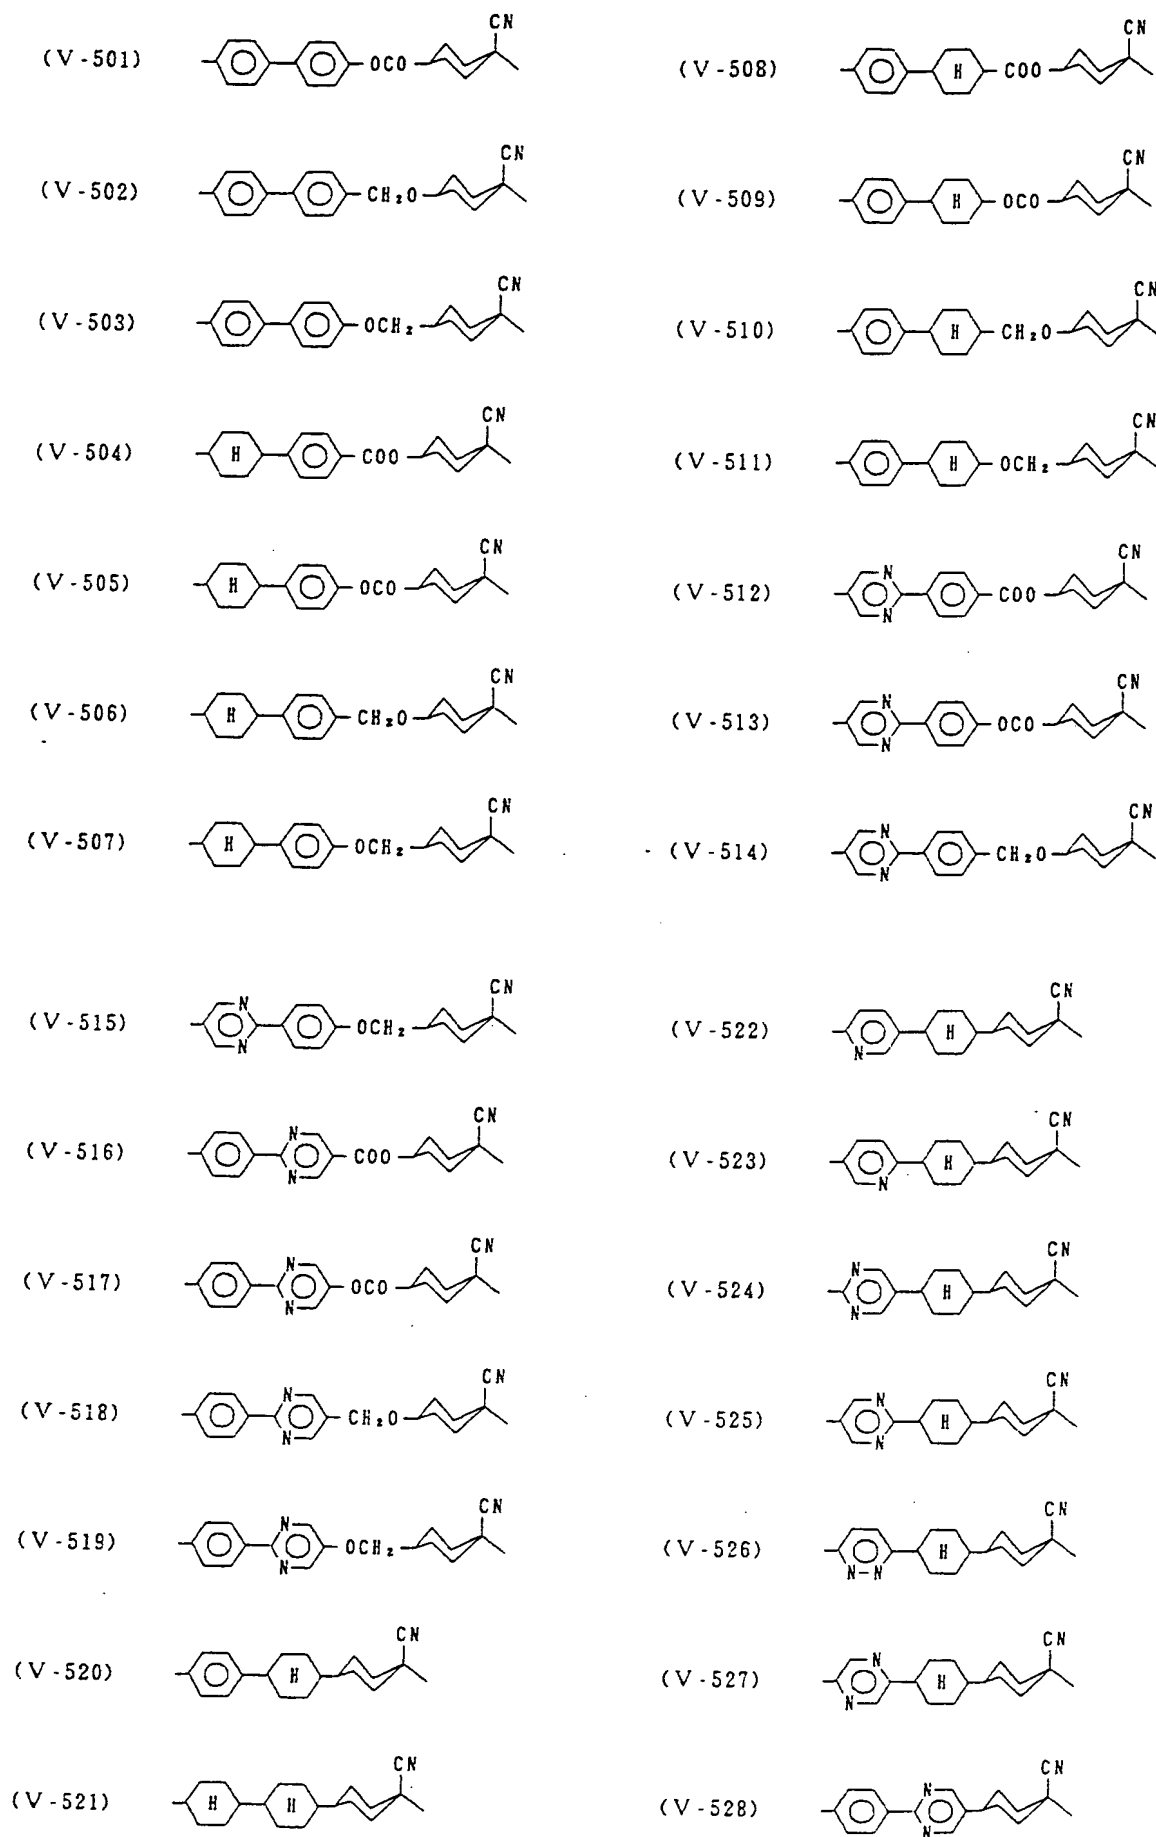 (V-501) OCO CN
(V-502) CH₂O CN
(V-503) OCH₂ CN
(V-504) H COO CN
(V-505) H OCO CN
(V-506) H CH₂O CN
(V-507) H OCH₂ CN
(V-508) H COO CN
(V-509) H OCO CN
(V-510) H CH₂O CN
(V-511) H OCH₂ CN
(V-512) N N COO CN
(V-513) N N OCO CN
(V-514) N N CH₂O CN
(V-515) N N OCH₂ CN
(V-516) N N COO CN
(V-517) N N OCO CN
(V-518) N N CH₂O CN
(V-519) N N OCH₂ CN
(V-520) H CN
(V-521) H H CN
(V-522) N H CN
(V-523) N H CN
(V-524) N N H CN
(V-525) N N H CN
(V-526) N-N H CN
(V-527) N N H CN
(V-528) N N CN